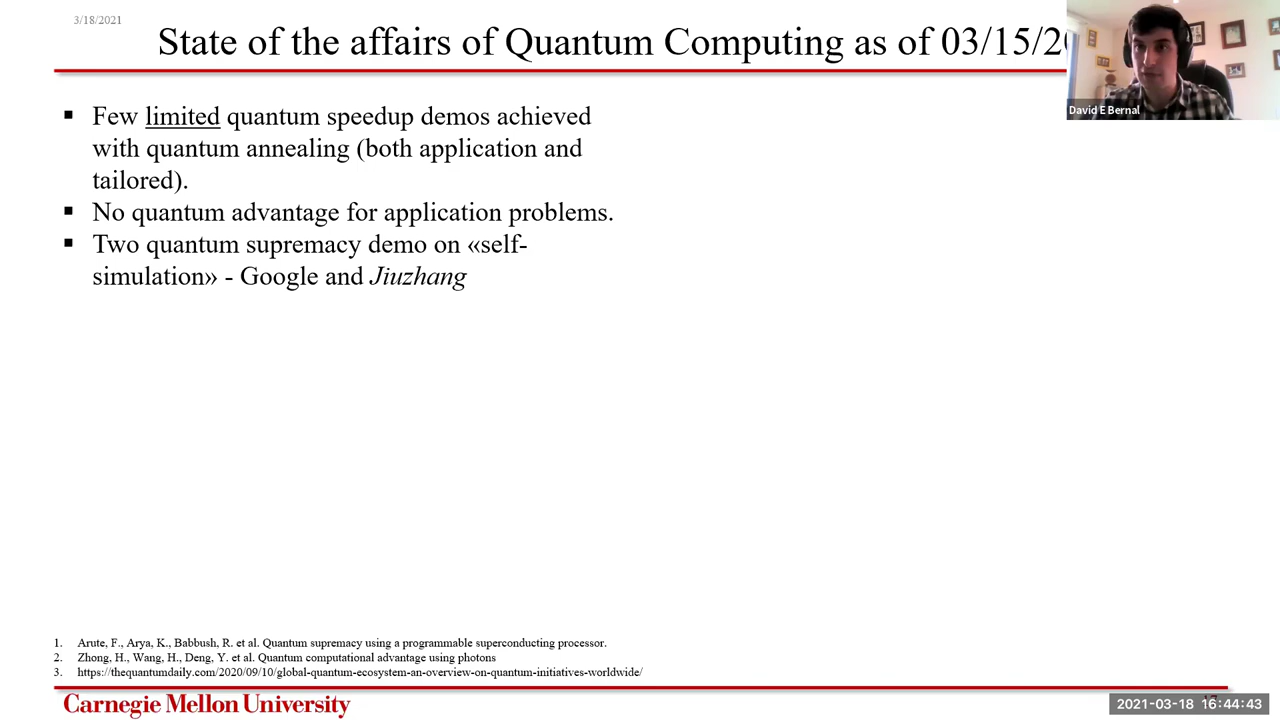 3/18/2021
State of the affairs of Quantum Computing as of 03/15/2
David E Bernal
▪ Few limited quantum speedup demos achieved
with quantum annealing (both application and
tailored).
▪ No quantum advantage for application problems.
▪ Two quantum supremacy demo on «self-
simulation» - Google and Jiuzhang
1. Arute, F., Arya, K., Babbush, R. et al. Quantum supremacy using a programmable superconducting processor.
2. Zhong, H., Wang, H., Deng, Y. et al. Quantum computational advantage using photons
3. https://thequantumdaily.com/2020/09/10/global-quantum-ecosystem-an-overview-on-quantum-initiatives-worldwide/
Carnegie Mellon University
2021-03-18 16:44:43